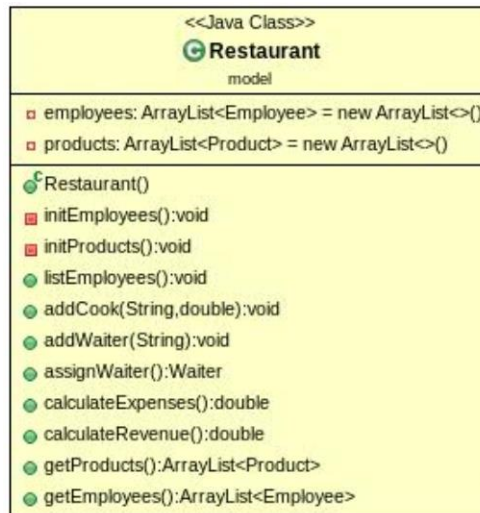 <<Java Class>>
C Restaurant
model
employees: ArrayList<Employee> = new ArrayList<>()
products: ArrayList<Product> = new ArrayList<>()
C Restaurant()
initEmployees():void
initProducts():void
listEmployees():void
addCook(String,double):void
addWaiter(String):void
assignWaiter():Waiter
calculateExpenses():double
calculateRevenue():double
getProducts():ArrayList<Product>
getEmployees():ArrayList<Employee>